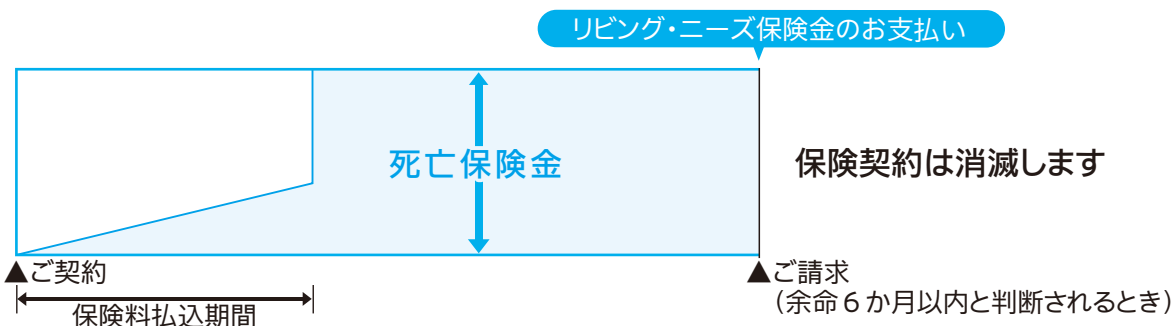 リビング・ニーズ保険金のお支払い
死亡保険金
保険契約は消滅します
▲ご契約
▲ご請求
（余命６か月以内と判断されるとき）
保険料払込期間